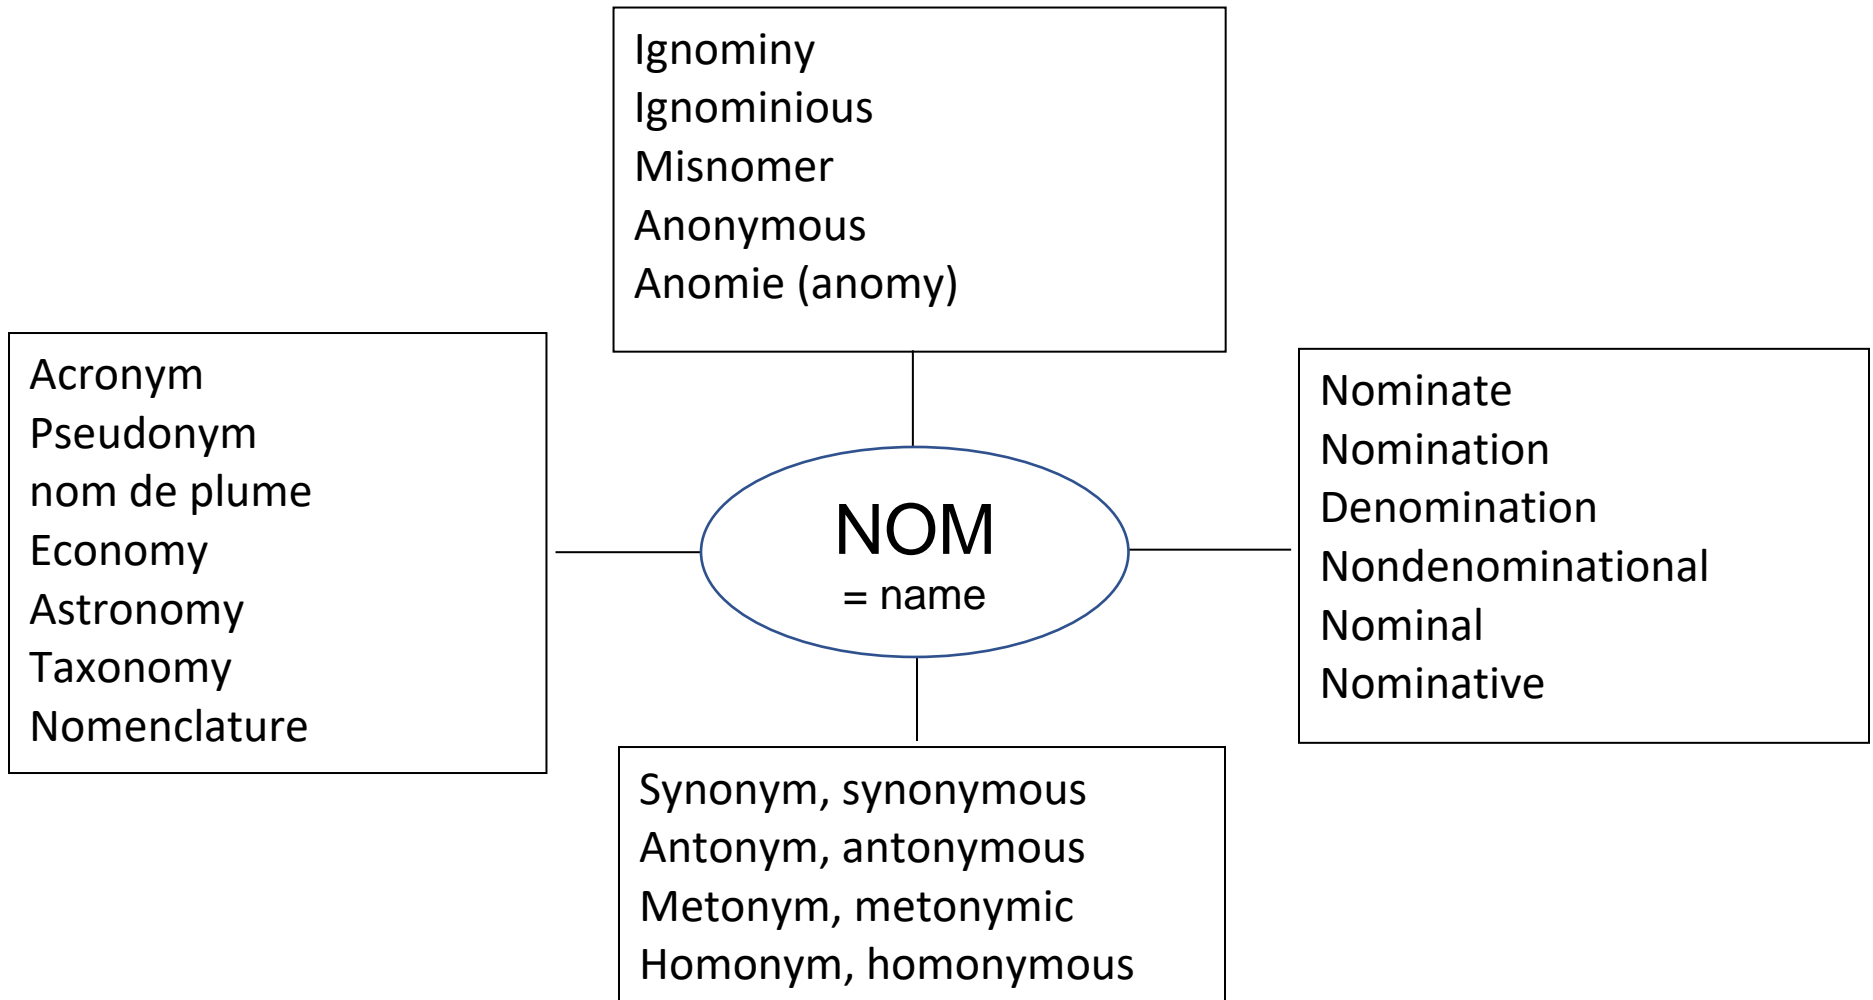 Ignominy
Ignominious
Misnomer
Anonymous
Anomie (anomy)
Acronym
Pseudonym
nom de plume
Economy
Astronomy
Taxonomy
Nomenclature
NOM
= name
Nominate
Nomination
Denomination
Nondenominational
Nominal
Nominative
Synonym, synonymous
Antonym, antonymous
Metonym, metonymic
Homonym, homonymous